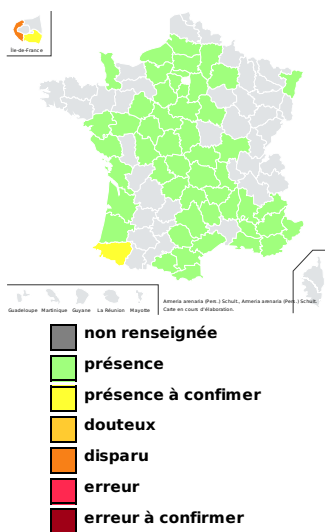 Île-de-France
Guadeloupe Martinique Guyane La Réunion Mayotte
Armeria arenaria (Pers.) Schult., Armeria arenaria (Pers.) Schult.
Carte en cours d'élaboration.
non renseignée
présence
présence à confimer
douteux
disparu
erreur
erreur à confirmer